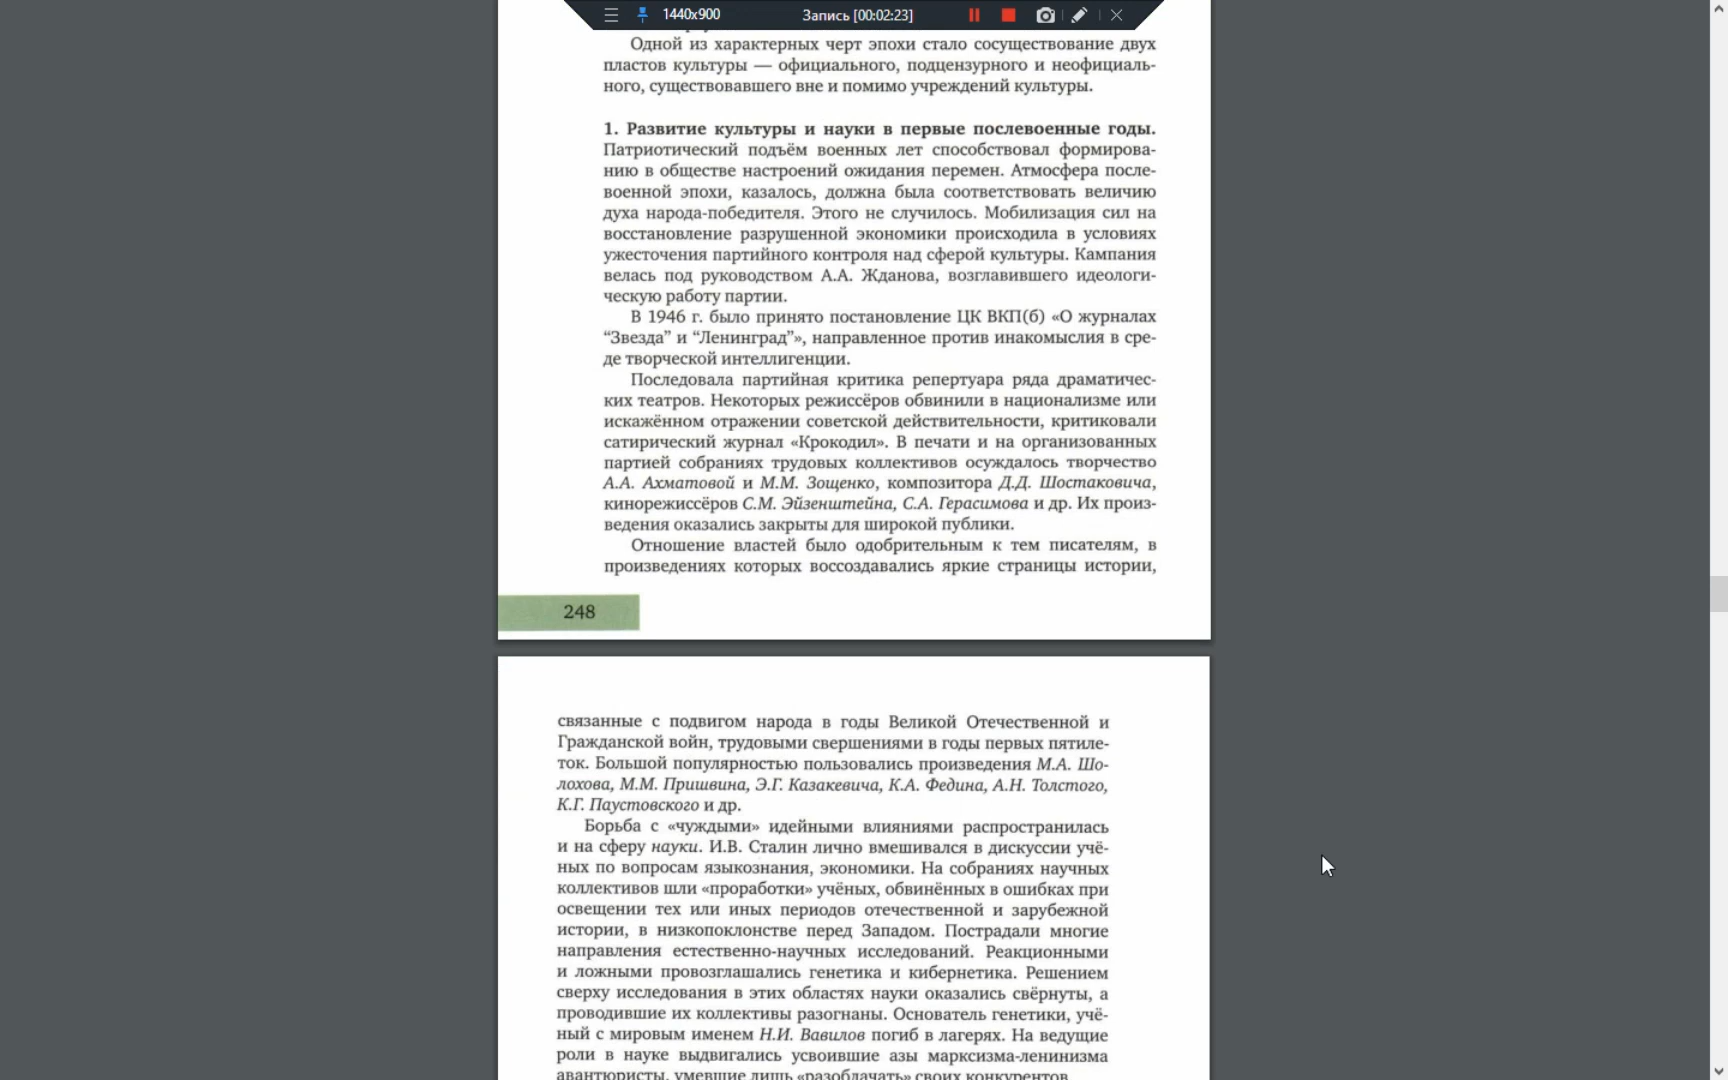 1440x900
Запись [00:02:23]
Одной из характерных черт эпохи стало сосуществование двух
пластов культуры — официального, подцензурного и неофициаль-
ного, существовавшего вне и помимо учреждений культуры.
1. Развитие культуры и науки в первые послевоенные годы.
Патриотический подъём военных лет способствовал формирова-
нию в обществе настроений ожидания перемен. Атмосфера после-
военной эпохи, казалось, должна была соответствовать величию
духа народа-победителя. Этого не случилось. Мобилизация сил на
восстановление разрушенной экономики происходила в условиях
ужесточения партийного контроля над сферой культуры. Кампания
велась под руководством А.А. Жданова, возглавившего идеологи-
ческую работу партии.
В 1946 г. было принято постановление ЦК ВКП(б) «О журналах
“Звезда” и “Ленинград”», направленное против инакомыслия в сре-
де творческой интеллигенции.
Последовала партийная критика репертуара ряда драматичес-
ких театров. Некоторых режиссёров обвинили в национализме или
искажённом отражении советской действительности, критиковали
сатирический журнал «Крокодил». В печати и на организованных
партией собраниях трудовых коллективов осуждалось творчество
А.А. Ахматовой и М.М. Зощенко, композитора Д.Д. Шостаковича,
кинорежиссёров С.М. Эйзенштейна, С.А. Герасимова и др. Их произ-
ведения оказались закрыты для широкой публики.
Отношение властей было одобрительным к тем писателям, в
произведениях которых воссоздавались яркие страницы истории,
248
связанные с подвигом народа в годы Великой Отечественной и
Гражданской войн, трудовыми свершениями в годы первых пятиле-
ток. Большой популярностью пользовались произведения М.А. Шо-
лохова, М.М. Пришвина, Э.Г. Казакевича, К.А. Федина, А.Н. Толстого,
К.Г. Паустовского и др.
Борьба с «чуждыми» идейными влияниями распространилась
и на сферу науки. И.В. Сталин лично вмешивался в дискуссии учё-
ных по вопросам языкознания, экономики. На собраниях научных
коллективов шли «проработки» учёных, обвинённых в ошибках при
освещении тех или иных периодов отечественной и зарубежной
истории, в низкопоклонстве перед Западом. Пострадали многие
направления естественно-научных исследований. Реакционными
и ложными провозглашались генетика и кибернетика. Решением
сверху исследования в этих областях науки оказались свёрнуты, а
проводившие их коллективы разогнаны. Основатель генетики, учё-
ный с мировым именем Н.И. Вавилов погиб в лагерях. На ведущие
роли в науке выдвигались усвоившие азы марксизма-ленинизма
авантюристы, умевшие лишь «разоблачать» своих конкурентов.